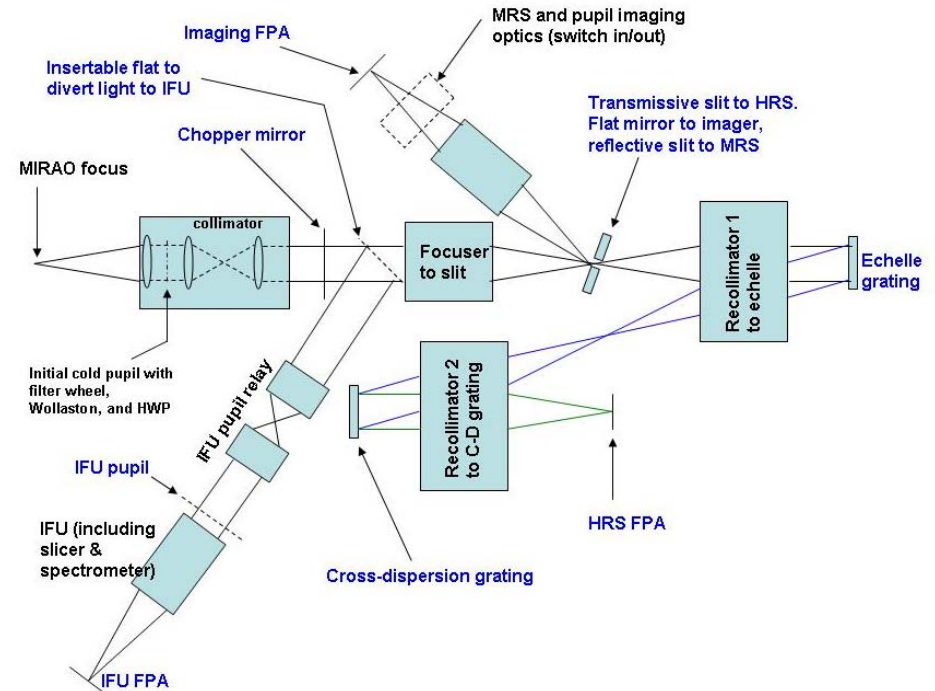 MRS and pupil imaging
optics (switch in/out)
Imaging FPA
Insertable flat to
divert light to IFU
Transmissive slit to HRS.
Flat mirror to imager,
reflective slit to MRS
Chopper mirror
MIRAO focus
collimator
Focuser
to slit
Recollimator 1
to echelle
Echelle
grating
Initial cold pupil with
filter wheel,
Wollaston, and HWP
IFU pupil relay
Recollimator 2
to C-D grating
IFU pupil
HRS FPA
IFU (including
slicer &
spectrometer)
Cross-dispersion grating
IFU FPA